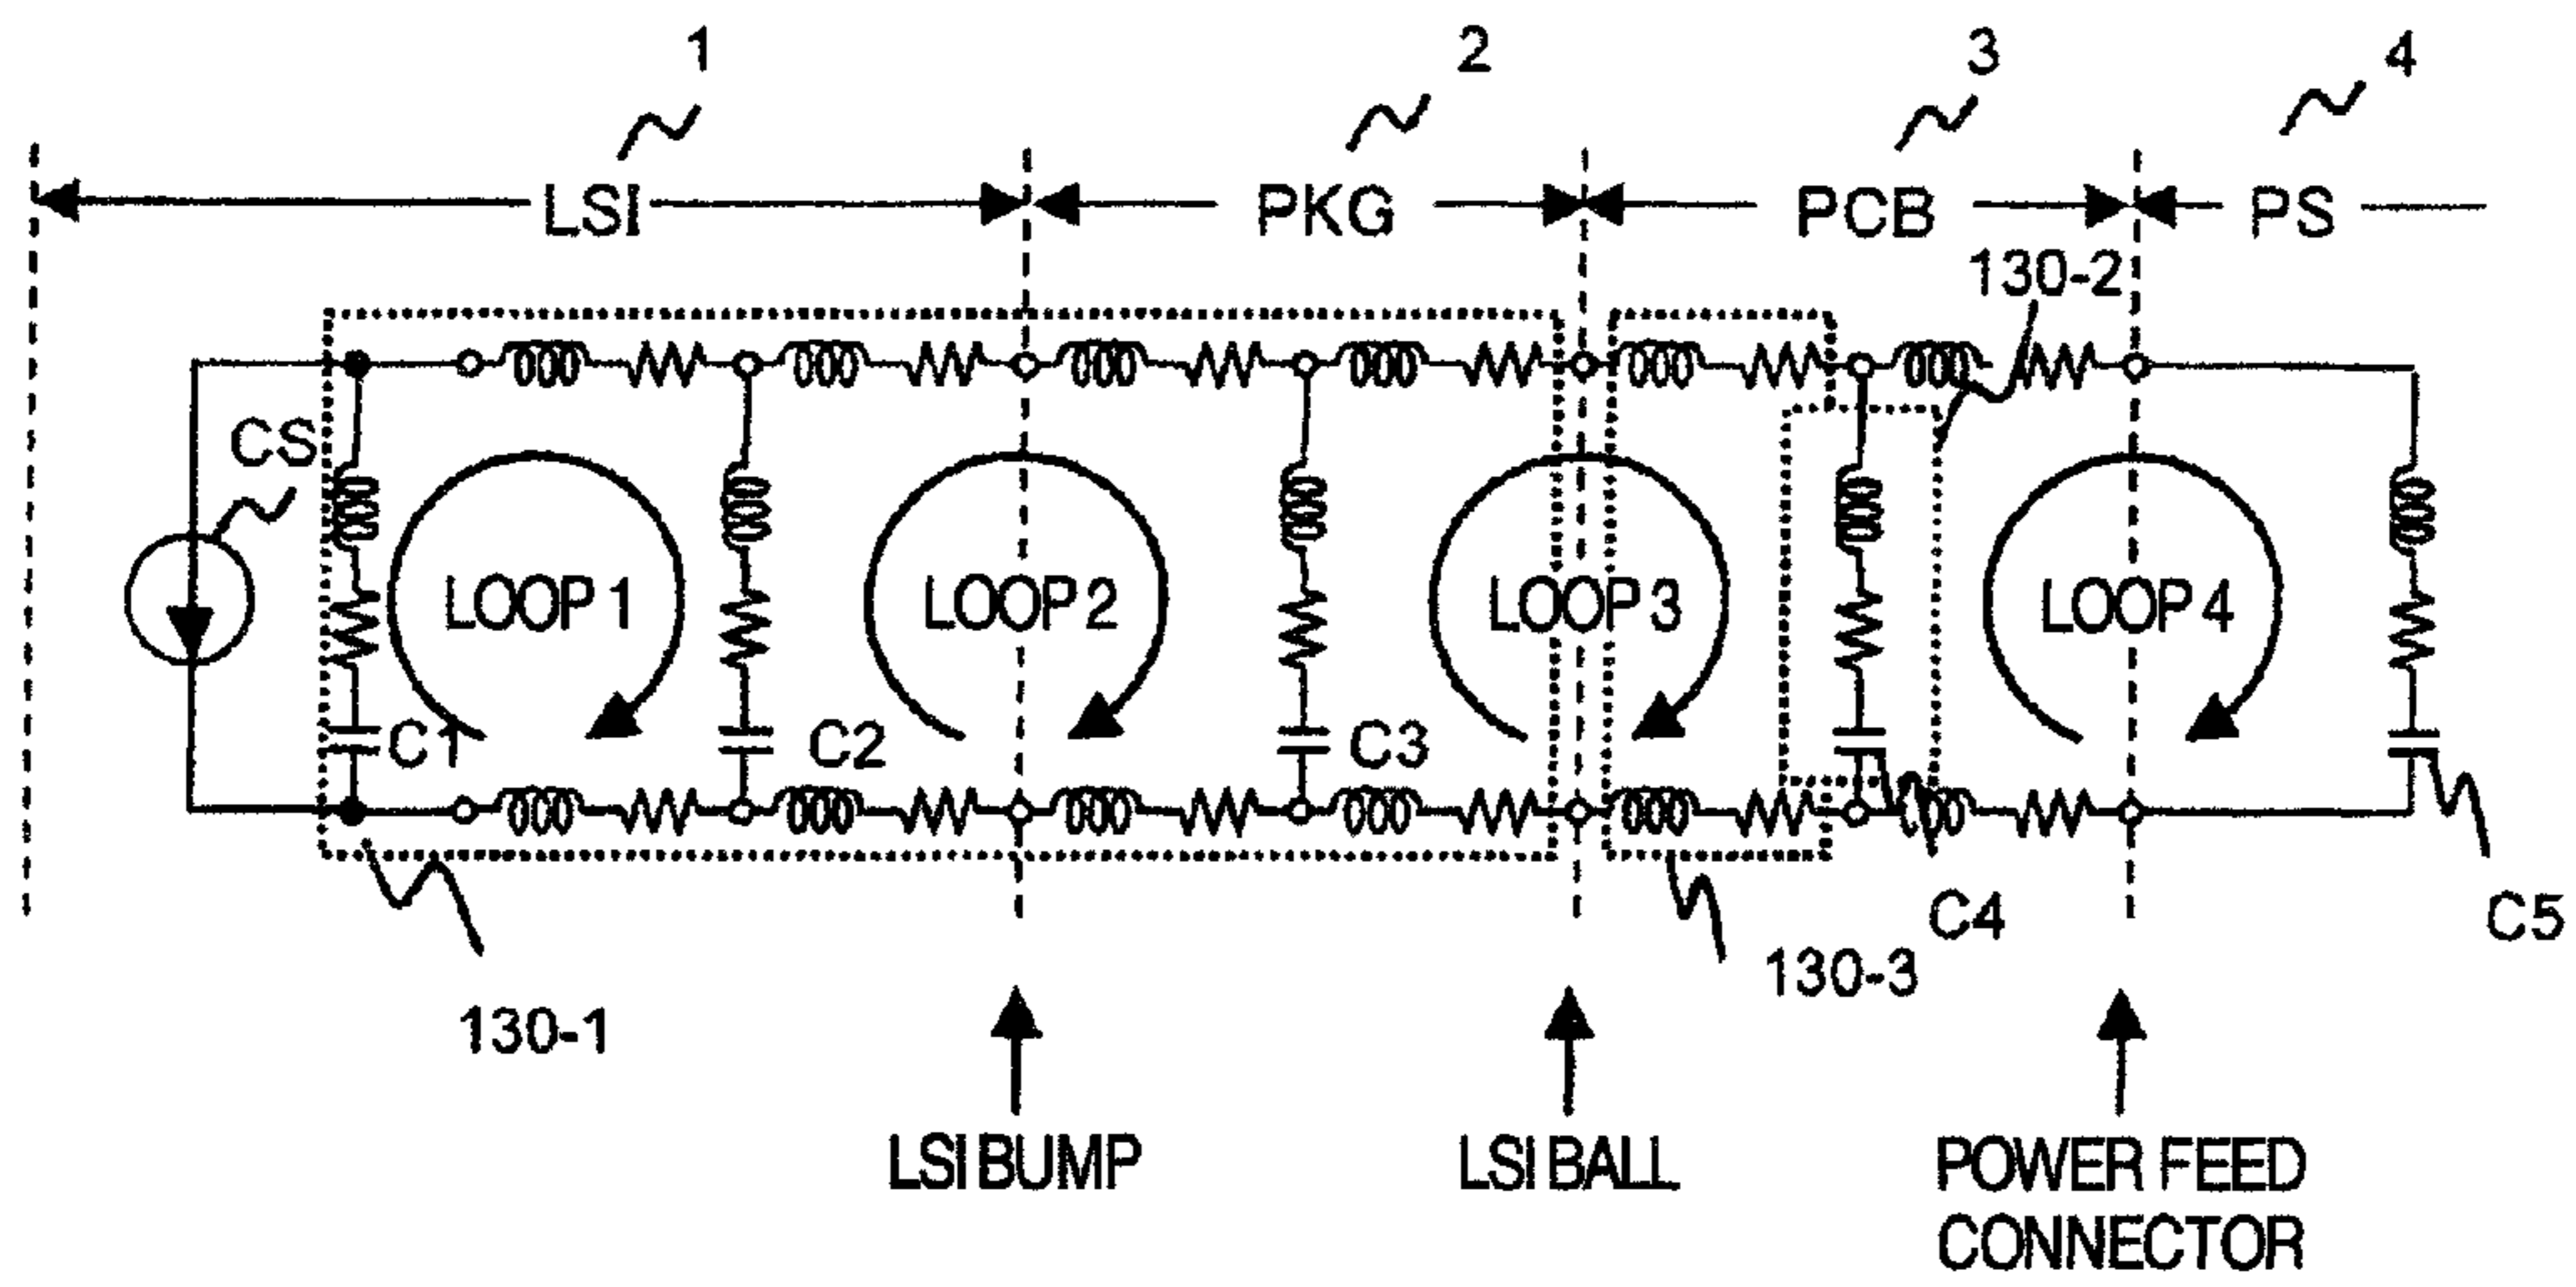 1 2 3 4
LSI PKG PCB PS
130-2
CS
LOOP 1 LOOP 2 LOOP 3 LOOP 4
C1 C2 C3
C4 C5
130-3
130-1
LSI BUMP LSI BALL POWER FEED
CONNECTOR